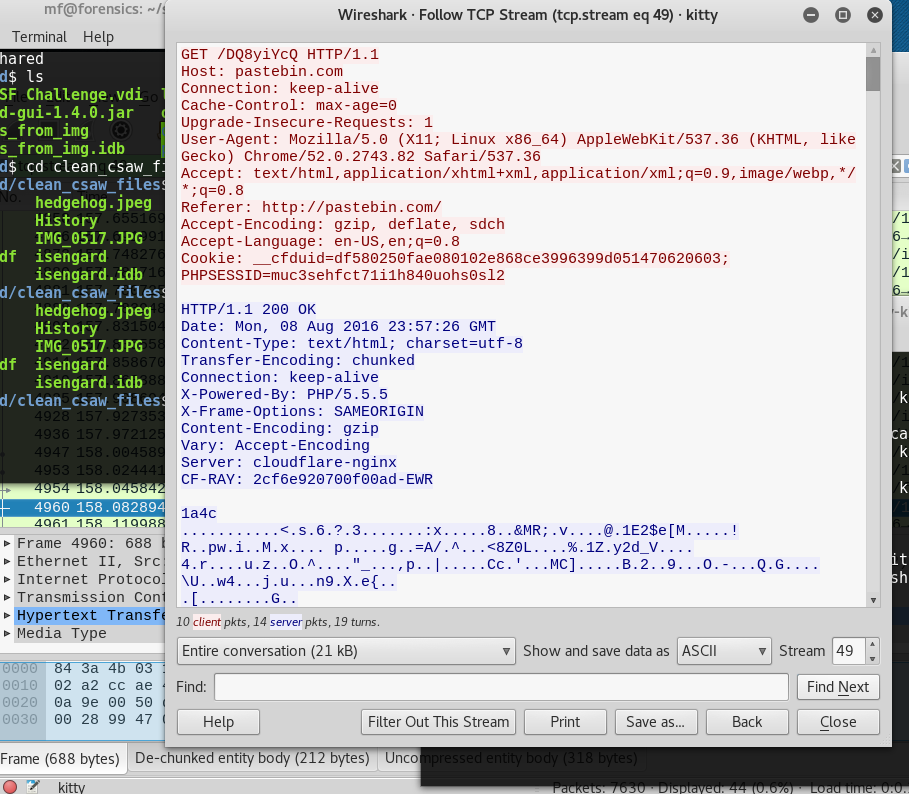 mf@forensics: ~/s
Wireshark · Follow TCP Stream (tcp.stream eq 49) · kitty
Terminal Help
hared
d$ ls
SF Challenge.vdi
d-gui-1.4.0.jar
s_from_img
s_from_img.idb
d$ cd clean_csaw_fi
d/clean_csaw_files
No.
hedgehog.jpeg
History
IMG_0517.JPG
df isengard
isengard.idb
d/clean_csaw_files
hedgehog.jpeg
History
IMG_0517.JPG
df isengard
isengard.idb
d/clean_csaw_files$
4928 157.927353
4936 157.972125
4947 158.004589
4953 158.024441
4954 158.045842
4960 158.082894
4961 158.119988
GET /DQ8yiYcQ HTTP/1.1
Host: pastebin.com
Connection: keep-alive
Cache-Control: max-age=0
Upgrade-Insecure-Requests: 1
User-Agent: Mozilla/5.0 (X11; Linux x86_64) AppleWebKit/537.36 (KHTML, like
Gecko) Chrome/52.0.2743.82 Safari/537.36
Accept: text/html,application/xhtml+xml,application/xml;q=0.9,image/webp,*/
*;q=0.8
Referer: http://pastebin.com/
Accept-Encoding: gzip, deflate, sdch
Accept-Language: en-US,en;q=0.8
Cookie: __cfduid=df580250fae080102e868ce3996399d051470620603;
PHPSESSID=muc3sehfct71i1h840uohs0sl2
HTTP/1.1 200 OK
Date: Mon, 08 Aug 2016 23:57:26 GMT
Content-Type: text/html; charset=utf-8
Transfer-Encoding: chunked
Connection: keep-alive
X-Powered-By: PHP/5.5.5
X-Frame-Options: SAMEORIGIN
Content-Encoding: gzip
Vary: Accept-Encoding
Server: cloudflare-nginx
CF-RAY: 2cf6e920700f00ad-EWR
1a4c
...........<.s.6.?.3.......:x.....8..&MR;.v....@.1E2$e[M.....!
R..pw.i..M.x.... p.....g..=A/.^...<8Z0L....%.1Z.y2d_V....
4.r....u.z..O.^...."_...,p..|.....Cc.'...MC].....B.2..9...O.-...Q.G....
\U..w4...j.u...n9.X.e{..
.[........G..
10 client pkts, 14 server pkts, 19 turns.
Entire conversation (21 kB) Show and save data as ASCII Stream 49
Find: Find Next
Help Filter Out This Stream Print Save as... Back Close
Frame 4960: 688 b
Ethernet II, Src:
Internet Protoco
Transmission Cont
Hypertext Transfe
Media Type
0000 84 3a 4b 03
0010 02 a2 cc ae
0020 0a 9e 00 50
0030 00 28 99 47
Frame (688 bytes) De-chunked entity body (212 bytes) Uncompressed entity body (318 bytes)
kitty Packets: 7630 · Displayed: 44 (0.6%) · Load time: 0:0.